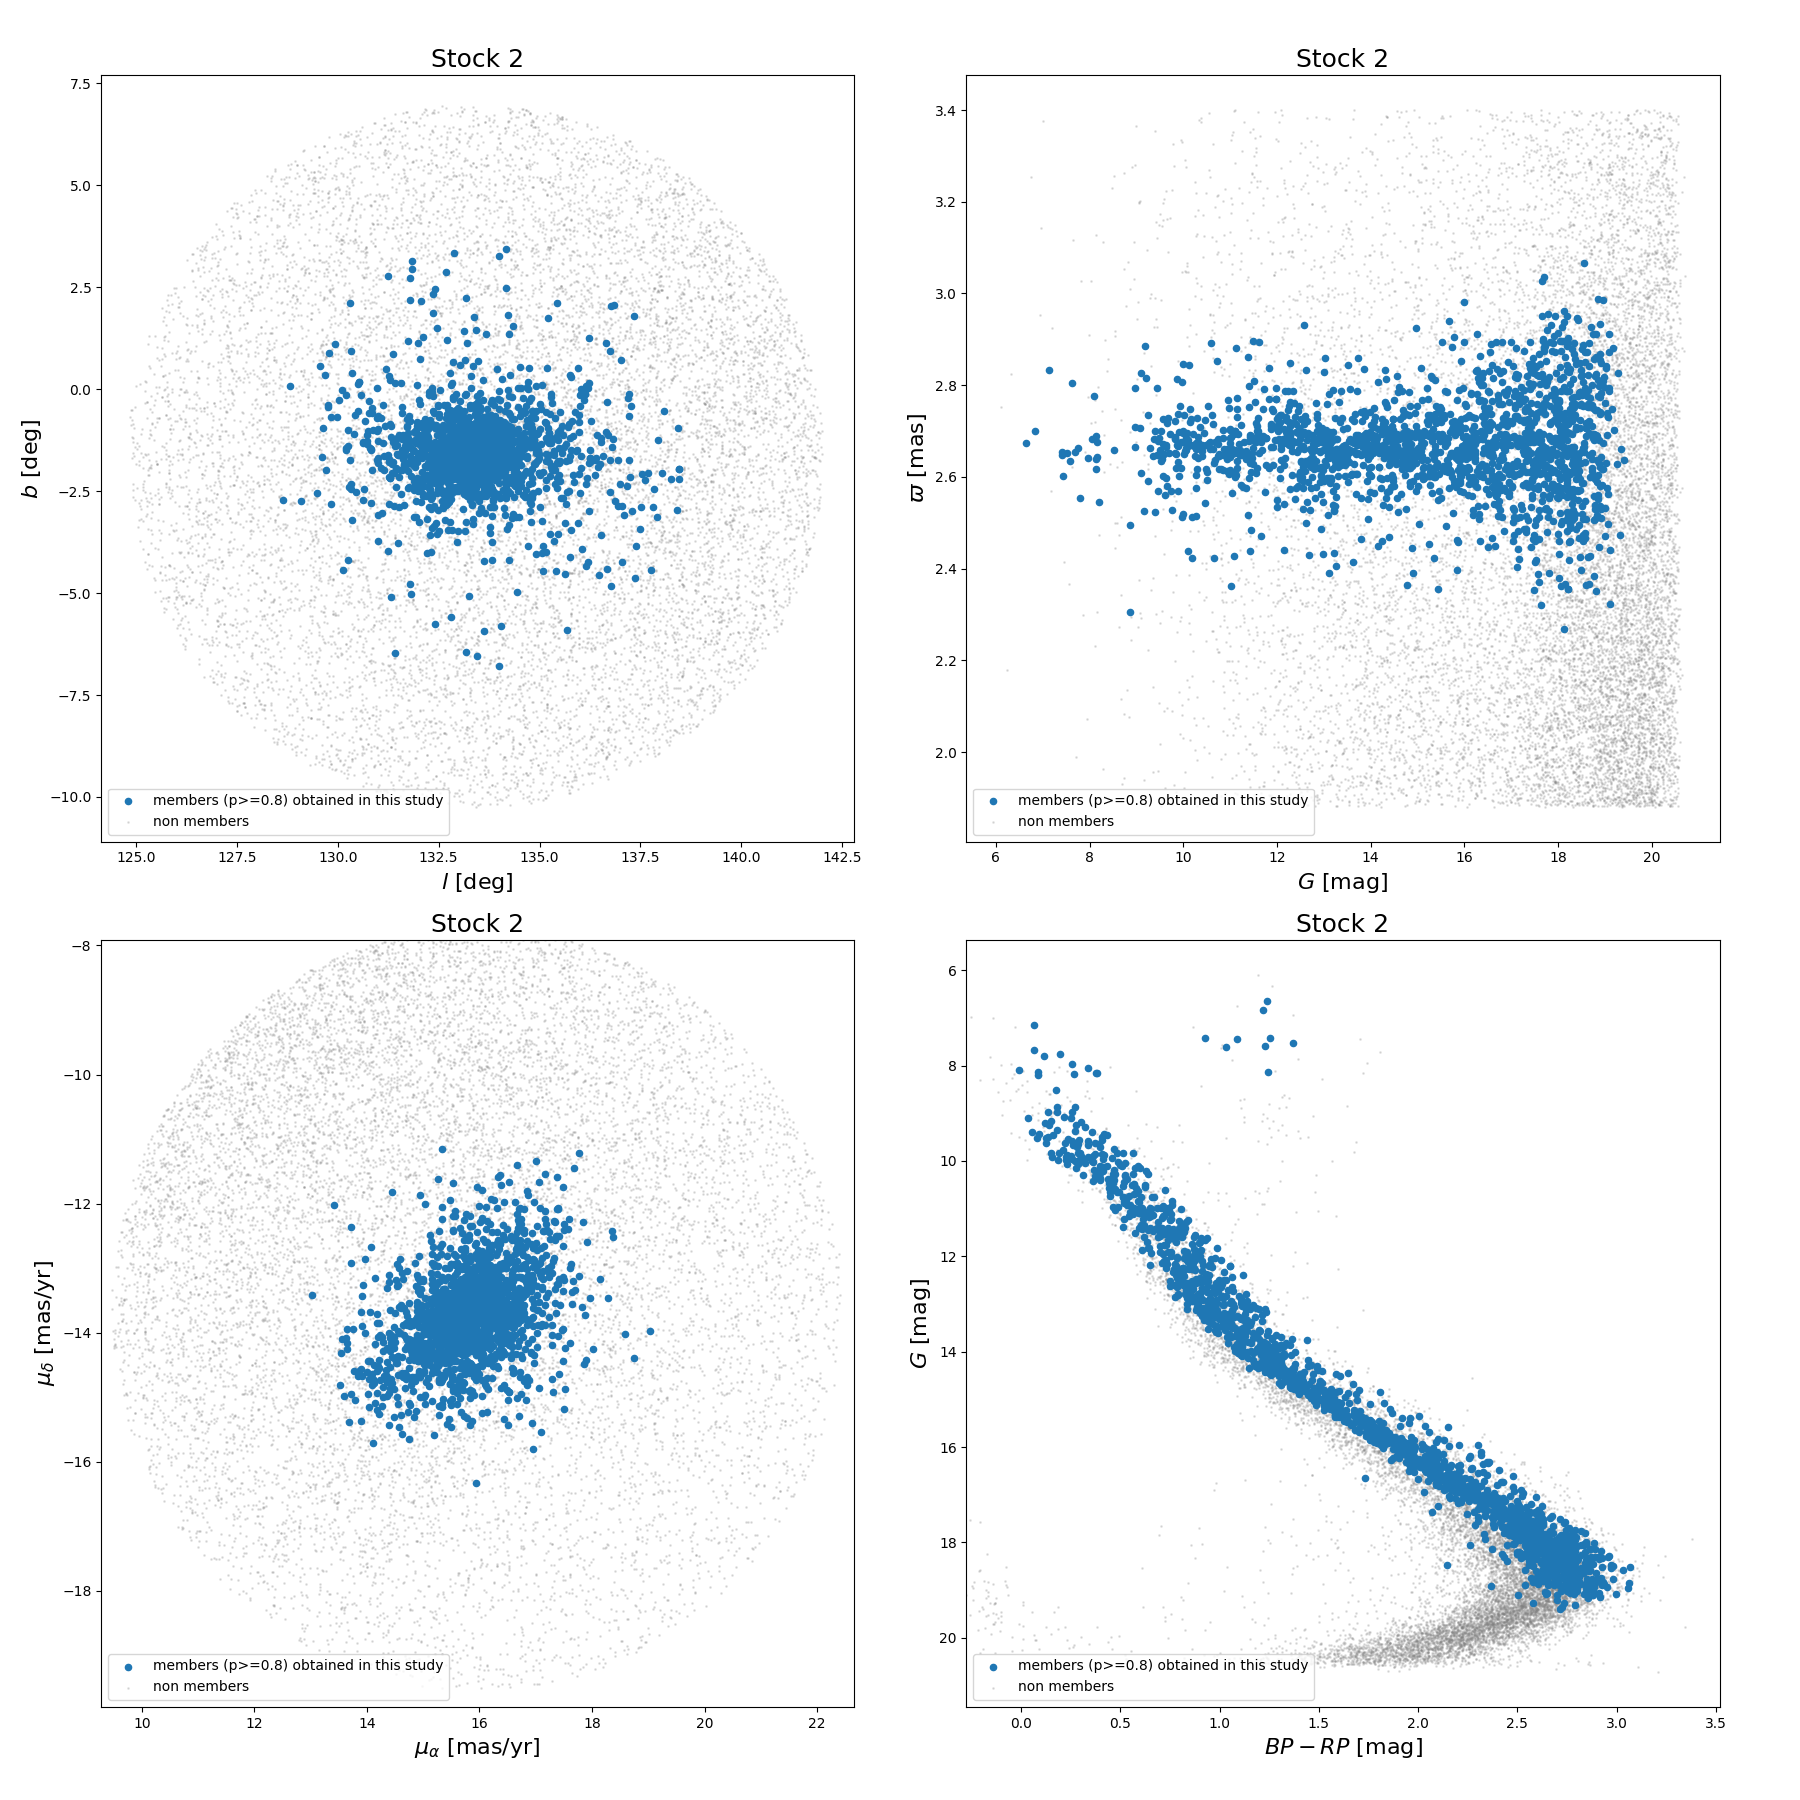 Stock 2
7.5
5.0
2.5
0.0
−2.5
−5.0
−7.5
−10.0
b [deg]
members (p>=0.8) obtained in this study
non members
125.0 127.5 130.0 132.5 135.0 137.5 140.0 142.5
l [deg]
Stock 2
3.4
3.2
3.0
2.8
2.6
2.4
2.2
2.0
ϖ [mas]
members (p>=0.8) obtained in this study
non members
6 8 10 12 14 16 18 20
G [mag]
Stock 2
−8
−10
−12
−14
−16
−18
μδ [mas/yr]
members (p>=0.8) obtained in this study
non members
10 12 14 16 18 20 22
μα [mas/yr]
Stock 2
6
8
10
12
14
16
18
20
G [mag]
members (p>=0.8) obtained in this study
non members
0.0 0.5 1.0 1.5 2.0 2.5 3.0 3.5
BP − RP [mag]